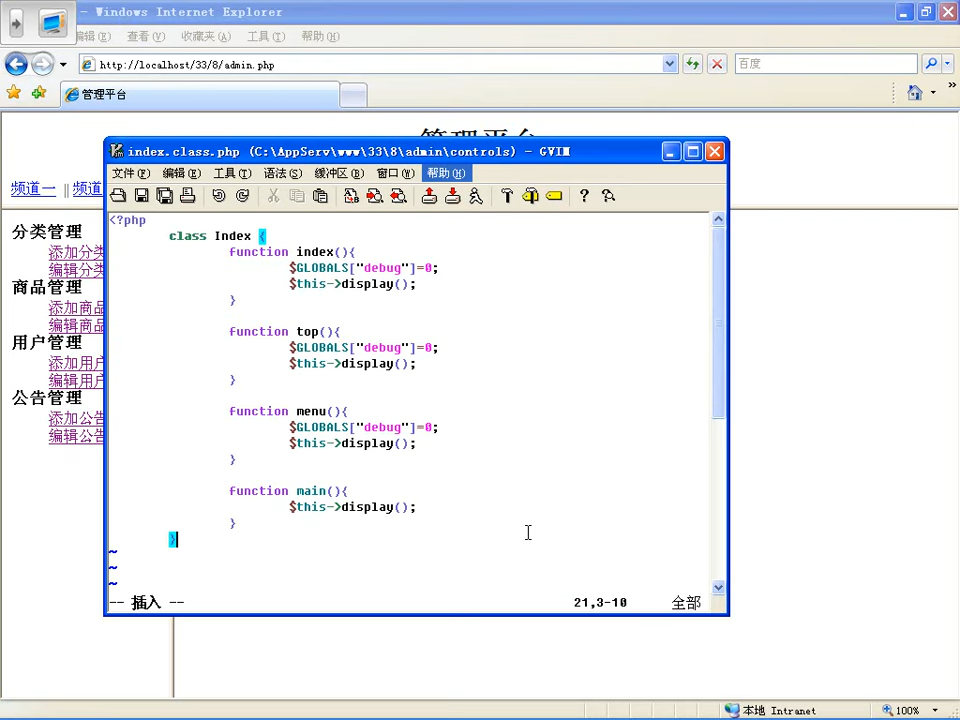 - Windows Internet Explorer
编辑(E) 查看(V) 收藏夹(A) 工具(T) 帮助(H)
http://localhost/33/8/admin.php
百度
管理平台
管理平台
频道一 || 频道
分类管理
添加分类
编辑分类
商品管理
添加商品
编辑商品
用户管理
添加用户
编辑用户
公告管理
添加公告
编辑公告
index.class.php (C:\AppServ\www\33\8\admin\controls) - GVIM
文件(F) 编辑(E) 工具(T) 语法(S) 缓冲区(B) 窗口(W) 帮助(H)
<?php
class Index {
function index(){
$GLOBALS["debug"]=0;
$this->display();
}
function top(){
$GLOBALS["debug"]=0;
$this->display();
}
function menu(){
$GLOBALS["debug"]=0;
$this->display();
}
function main(){
$this->display();
}
}
~
~
~
-- 插入 -- 21,3-10 全部
本地 Intranet 100%